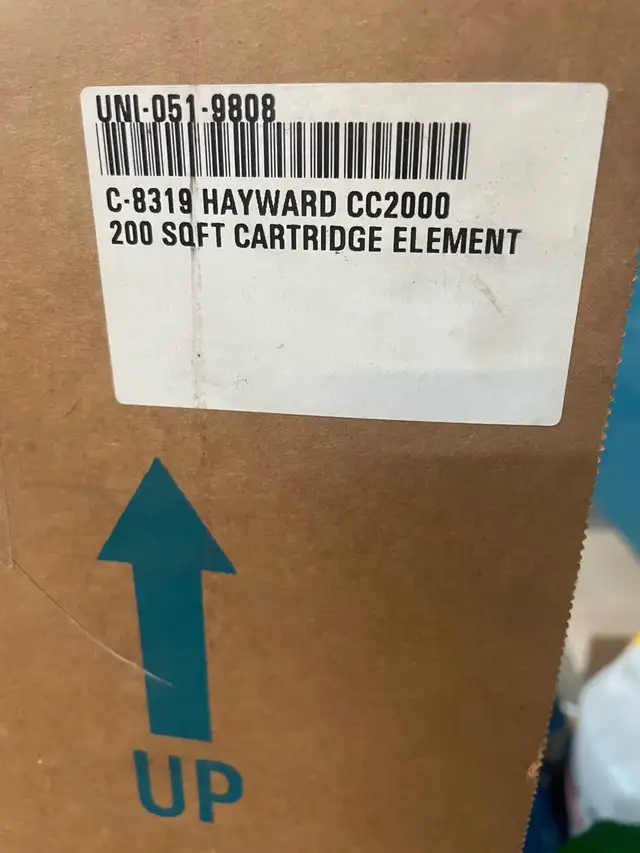 UNI-051-9808
C-8319 HAYWARD CC2000
200 SQFT CARTRIDGE ELEMENT
UP